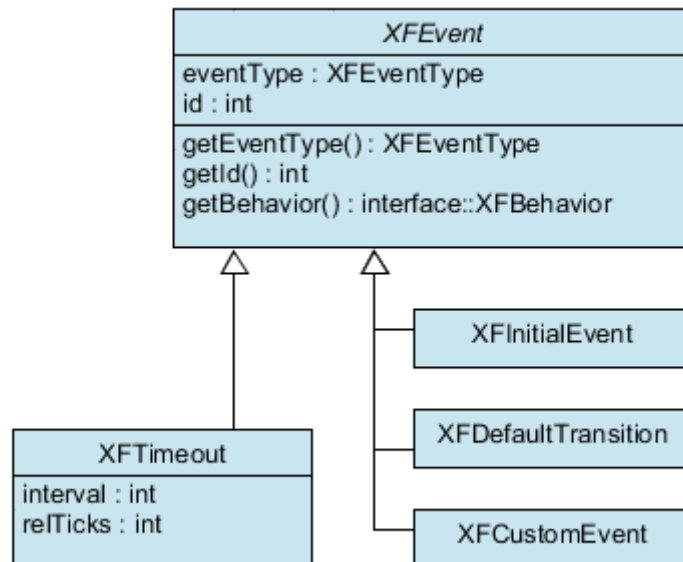 XFEvent
eventType : XFEventType
id : int
getEventType() : XFEventType
getId() : int
getBehavior() : interface::XFBehavior
XFInitialEvent
XFDefaultTransition
XFTimeout
interval : int
relTicks : int
XFCustomEvent